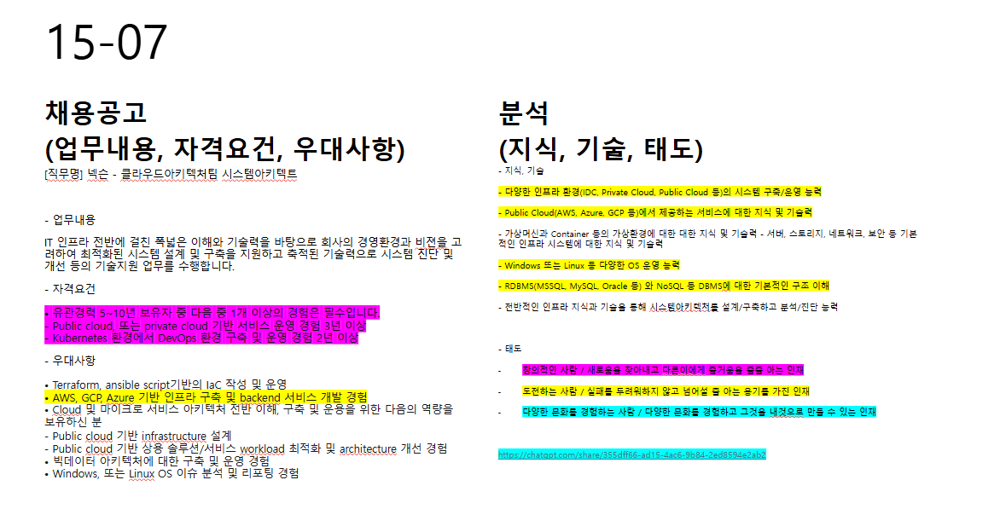 15-07
채용공고
(업무내용, 자격요건, 우대사항)
[직무명] 넥슨 - 클라우드아키텍처팀 시스템아키텍트
- 업무내용
IT 인프라 전반에 걸친 폭넓은 이해와 기술력을 바탕으로 회사의 경영환경과 비전을 고
려하여 최적화된 시스템 설계 및 구축을 지원하고 축적된 기술력으로 시스템 진단 및
개선 등의 기술지원 업무를 수행합니다.
- 자격요건
• 유관경력 5~10년 보유자 중 다음 중 1개 이상의 경험은 필수입니다.
- Public cloud, 또는 private cloud 기반 서비스 운영 경험 3년 이상
- Kubernetes 환경에서 DevOps 환경 구축 및 운영 경험 2년 이상
- 우대사항
• Terraform, ansible script기반의 IaC 작성 및 운영
• AWS, GCP, Azure 기반 인프라 구축 및 backend 서비스 개발 경험
• Cloud 및 마이크로 서비스 아키텍처 전반 이해, 구축 및 운용을 위한 다음의 역량을
보유하신 분
- Public cloud 기반 infrastructure 설계
- Public cloud 기반 상용 솔루션/서비스 workload 최적화 및 architecture 개선 경험
• 빅데이터 아키텍처에 대한 구축 및 운영 경험
• Windows, 또는 Linux OS 이슈 분석 및 리포팅 경험
분석
(지식, 기술, 태도)
- 지식, 기술
- 다양한 인프라 환경(IDC, Private Cloud, Public Cloud 등)의 시스템 구축/운영 능력
- Public Cloud(AWS, Azure, GCP 등)에서 제공하는 서비스에 대한 지식 및 기술력
- 가상머신과 Container 등의 가상환경에 대한 대한 지식 및 기술력 - 서버, 스토리지, 네트워크, 보안 등 기본
적인 인프라 시스템에 대한 지식 및 기술력
- Windows 또는 Linux 등 다양한 OS 운영 능력
- RDBMS(MSSQL, MySQL, Oracle 등) 와 NoSQL 등 DBMS에 대한 기본적인 구조 이해
- 전반적인 인프라 지식과 기술을 통해 시스템아키텍처를 설계/구축하고 분석/진단 능력
- 태도
- 창의적인 사람 / 새로움을 찾아내고 다른이에게 즐거움을 줄줄 아는 인재
- 도전하는 사람 / 실패를 두려워하지 않고 넘어설 줄 아는 용기를 가진 인재
- 다양한 문화를 경험하는 사람 / 다양한 문화를 경험하고 그것을 내것으로 만들 수 있는 인재
https://chatgpt.com/share/355dff66-ad15-4ac6-9b84-2ed8594e2ab2